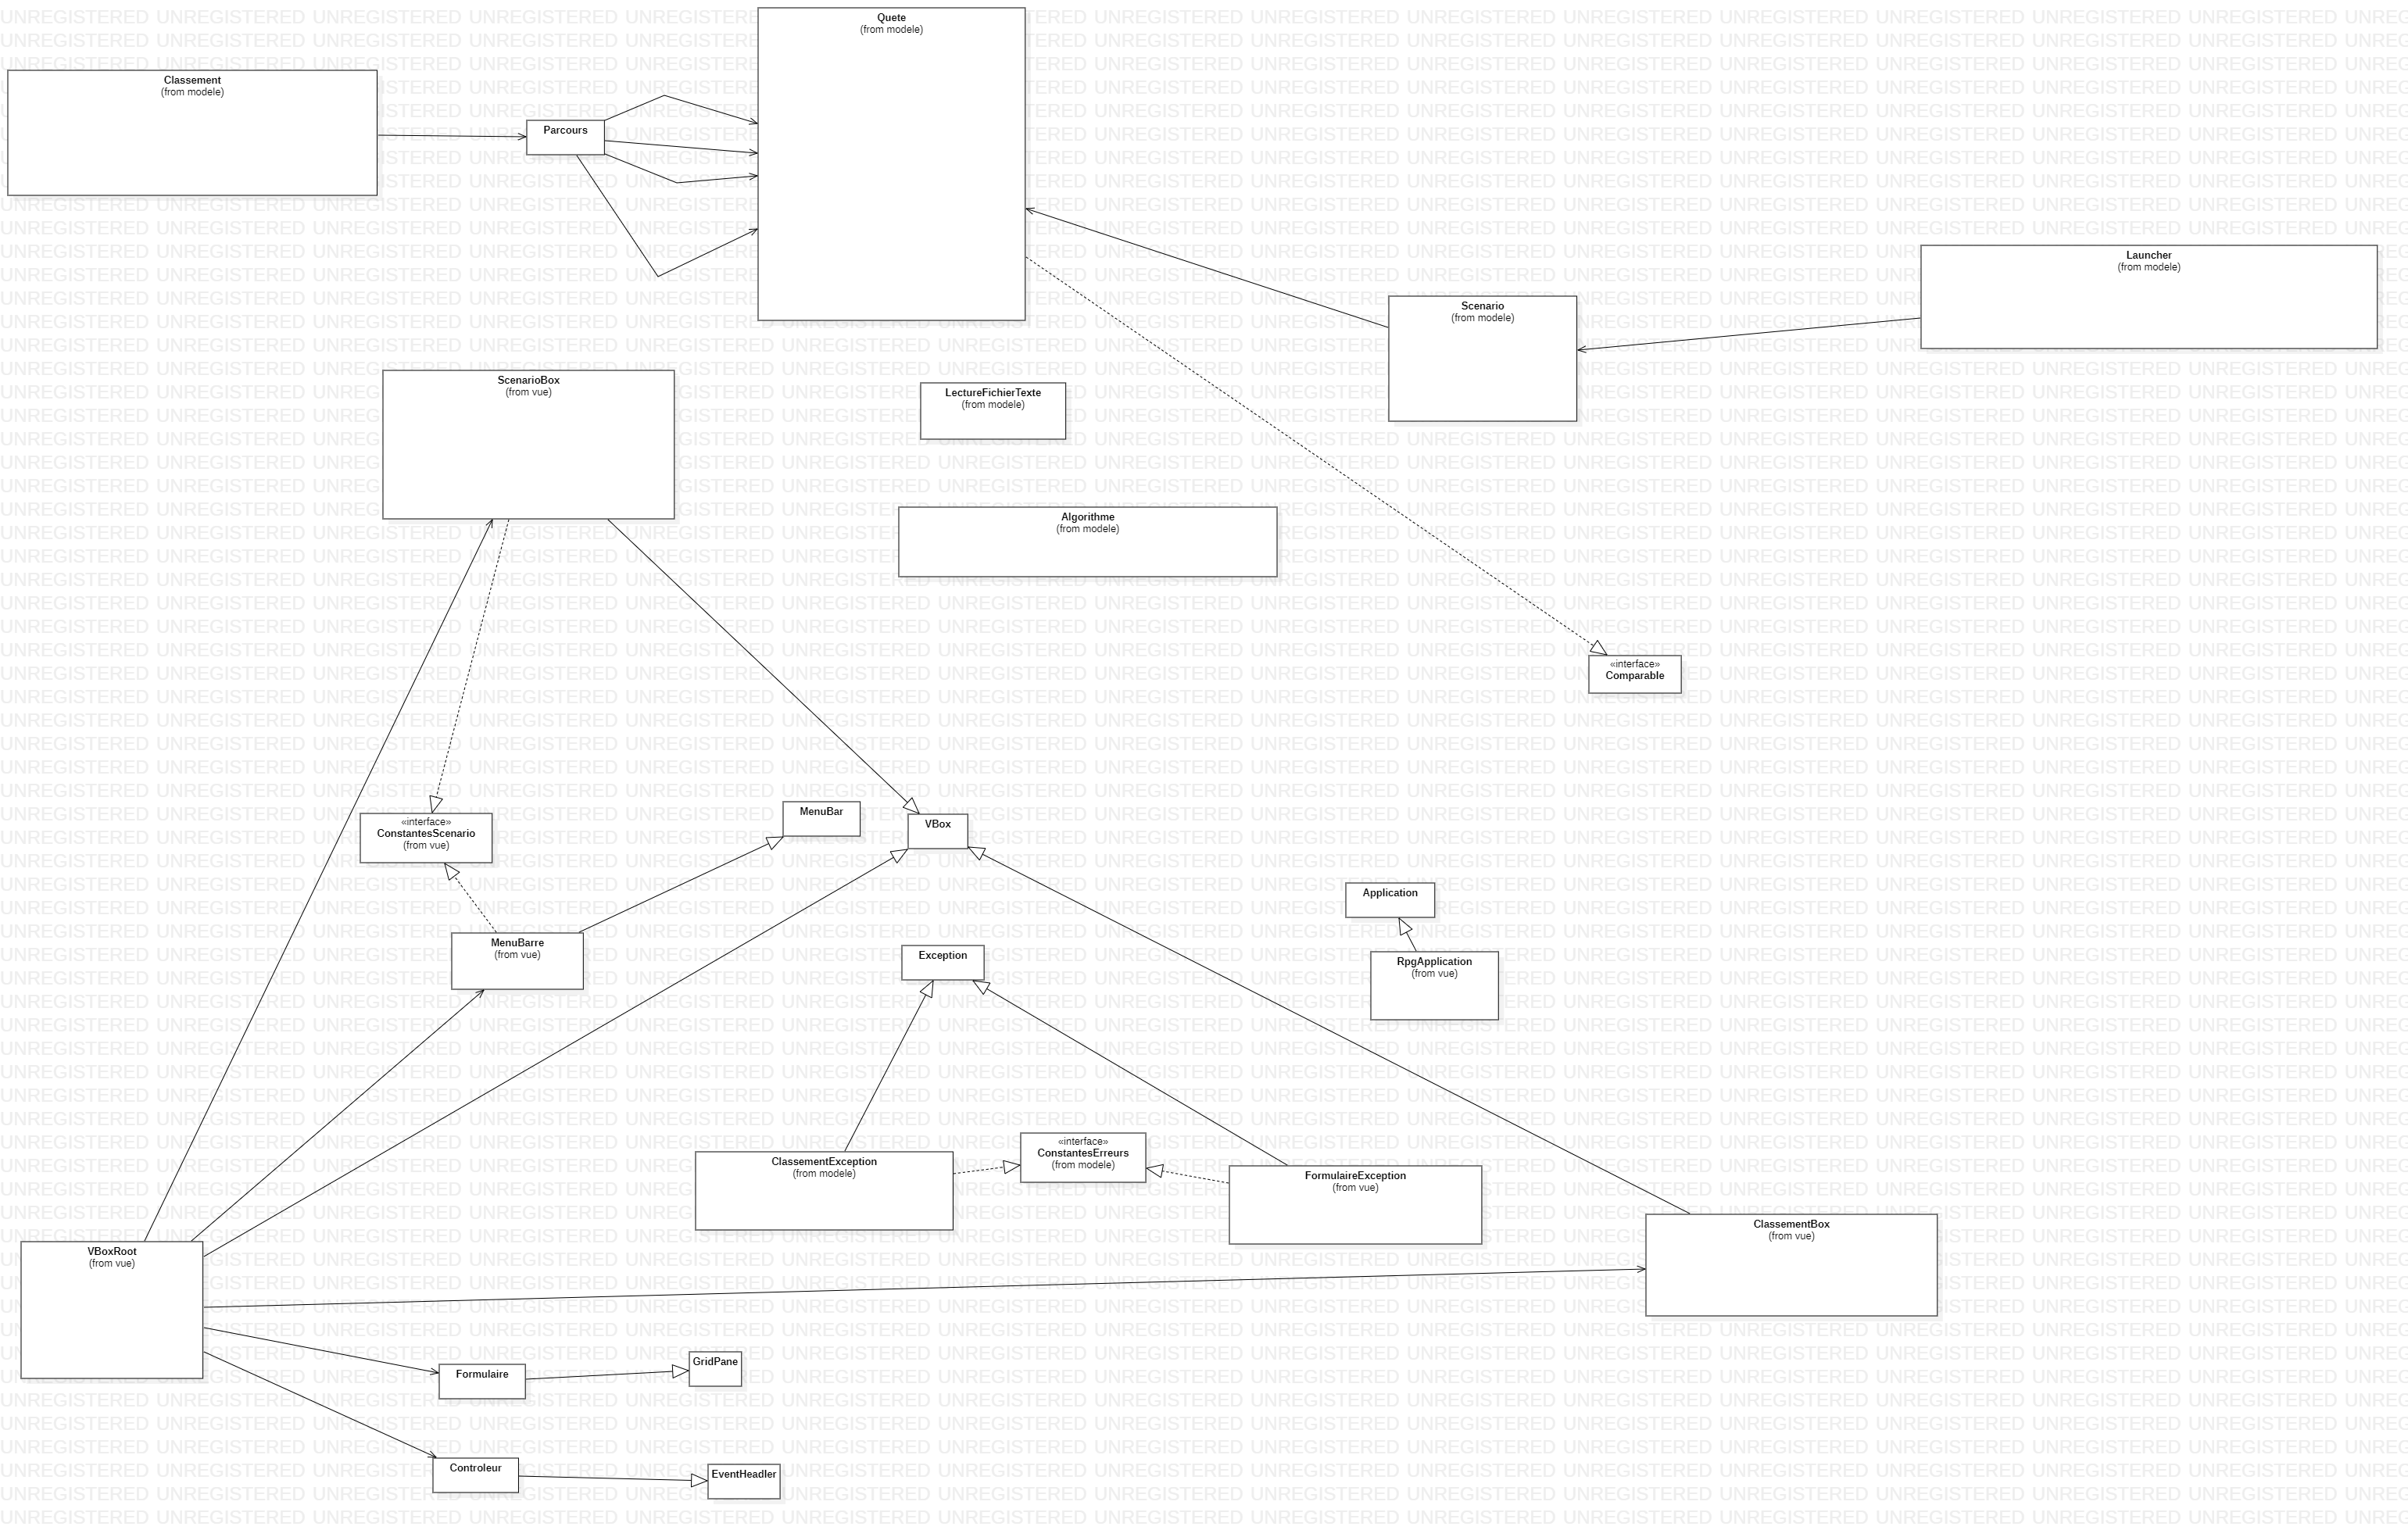 Quete
(from modele)
Classement
(from modele)
Parcours
Launcher
(from modele)
Scenario
(from modele)
ScenarioBox
(from vue)
LectureFichierTexte
(from modele)
Algorithme
(from modele)
«interface»
Comparable
MenuBar
VBox
«interface»
ConstantesScenario
(from vue)
Application
MenuBarre
(from vue)
Exception
RpgApplication
(from vue)
«interface»
ConstantesErreurs
(from modele)
ClassementException
(from modele)
FormulaireException
(from vue)
ClassementBox
(from vue)
VBoxRoot
(from vue)
GridPane
Formulaire
Controleur
EventHeadler
UNREGISTERED